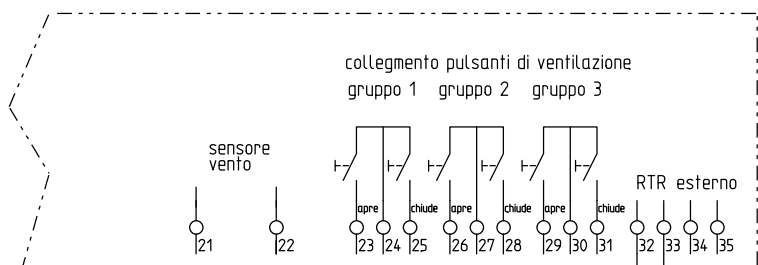 collegmento pulsanti di ventilazione
gruppo 1 gruppo 2 gruppo 3
sensore
vento
RTR esterno
apre chiude apre chiude apre chiude
21 22 23 24 25 26 27 28 29 30 31 32 33 34 35